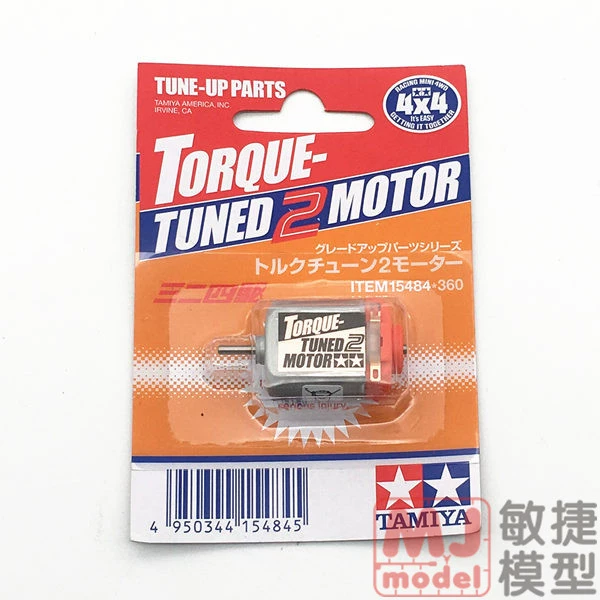 TUNE-UP PARTS
TAMIYA AMERICA, INC.
IRVINE, CA
RACING MINI 4WD
4x4
It's EASY
GETTING IT TOGETHER
TORQUE-
TUNED 2 MOTOR
グレードアップパーツシリーズ
トルクチューン2モーター
ITEM 15484*360
ミニ四駆
TORQUE-
TUNED 2
MOTOR
4 950344 154845
TAMIYA
MJ
model
敏捷
模型